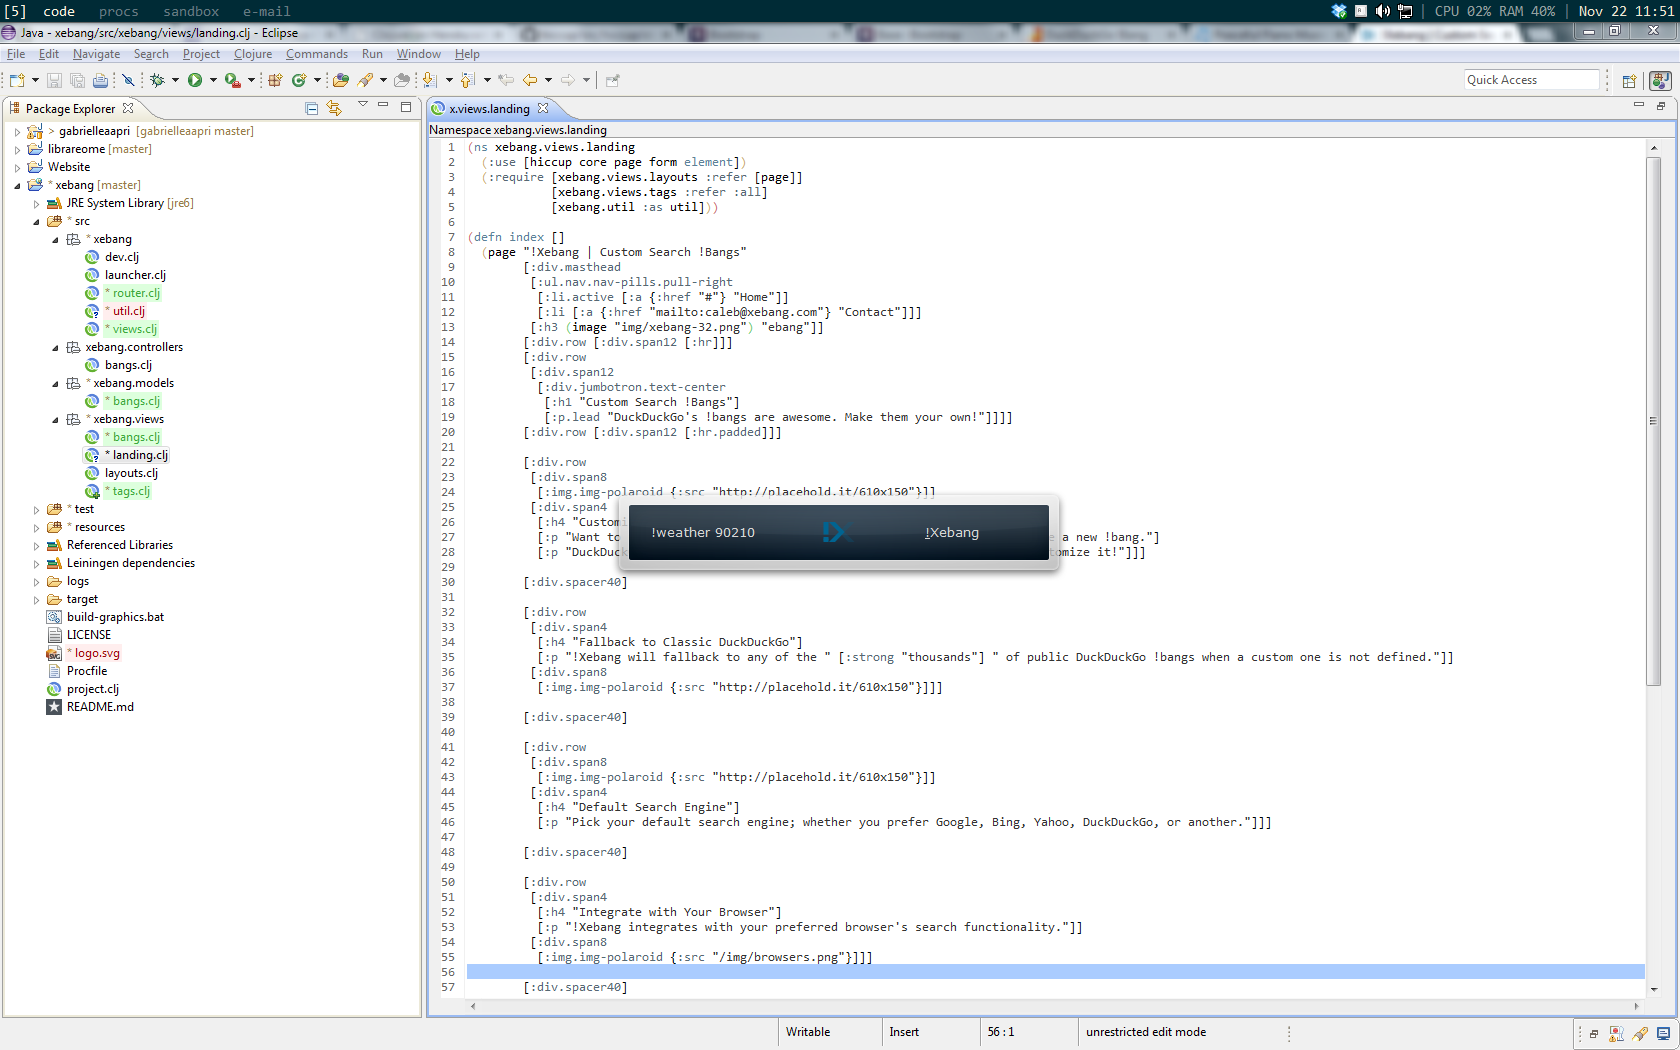 [5] code procs sandbox e-mail
CPU 02% RAM 40% | Nov 22 11:51
Java - xebang/src/xebang/views/landing.clj - Eclipse
File Edit Navigate Search Project Clojure Commands Run Window Help
Quick Access
Package Explorer
> gabrielleaapri [gabrielleaapri master]
librareome [master]
Website
* xebang [master]
JRE System Library [jre6]
* src
* xebang
dev.clj
launcher.clj
* router.clj
* util.clj
* views.clj
xebang.controllers
bangs.clj
* xebang.models
* bangs.clj
* xebang.views
* bangs.clj
* landing.clj
layouts.clj
* tags.clj
* test
* resources
Referenced Libraries
Leiningen dependencies
logs
target
build-graphics.bat
LICENSE
* logo.svg
Procfile
project.clj
README.md
x.views.landing
Namespace xebang.views.landing
1 (ns xebang.views.landing
2 (:use [hiccup core page form element])
3 (:require [xebang.views.layouts :refer [page]]
4 [xebang.views.tags :refer :all]
5 [xebang.util :as util]))
6
7 (defn index []
8 (page "!Xebang | Custom Search !Bangs"
9 [:div.masthead
10 [:ul.nav.nav-pills.pull-right
11 [:li.active [:a {:href "#"} "Home"]]
12 [:li [:a {:href "mailto:caleb@xebang.com"} "Contact"]]]
13 [:h3 (image "img/xebang-32.png") "ebang"]]
14 [:div.row [:div.span12 [:hr]]]
15 [:div.row
16 [:div.span12
17 [:div.jumbotron.text-center
18 [:h1 "Custom Search !Bangs"]
19 [:p.lead "DuckDuckGo's !bangs are awesome. Make them your own!"]]]]
20 [:div.row [:div.span12 [:hr.padded]]]
21
22 [:div.row
23 [:div.span8
24 [:img.img-polaroid {:src "http://placehold.it/610x150"}]]
25 [:div.span4
26 [:h4 "Customi
27 [:p "Want to e a new !bang."]
28 [:p "DuckDuc tomize it!"]]]
!weather 90210 !Xebang
29
30 [:div.spacer40]
31
32 [:div.row
33 [:div.span4
34 [:h4 "Fallback to Classic DuckDuckGo"]
35 [:p "!Xebang will fallback to any of the " [:strong "thousands"] " of public DuckDuckGo !bangs when a custom one is not defined."]]
36 [:div.span8
37 [:img.img-polaroid {:src "http://placehold.it/610x150"}]]]
38
39 [:div.spacer40]
40
41 [:div.row
42 [:div.span8
43 [:img.img-polaroid {:src "http://placehold.it/610x150"}]]
44 [:div.span4
45 [:h4 "Default Search Engine"]
46 [:p "Pick your default search engine; whether you prefer Google, Bing, Yahoo, DuckDuckGo, or another."]]]
47
48 [:div.spacer40]
49
50 [:div.row
51 [:div.span4
52 [:h4 "Integrate with Your Browser"]
53 [:p "!Xebang integrates with your preferred browser's search functionality."]]
54 [:div.span8
55 [:img.img-polaroid {:src "/img/browsers.png"}]]]
56
57 [:div.spacer40]
Writable Insert 56 : 1 unrestricted edit mode